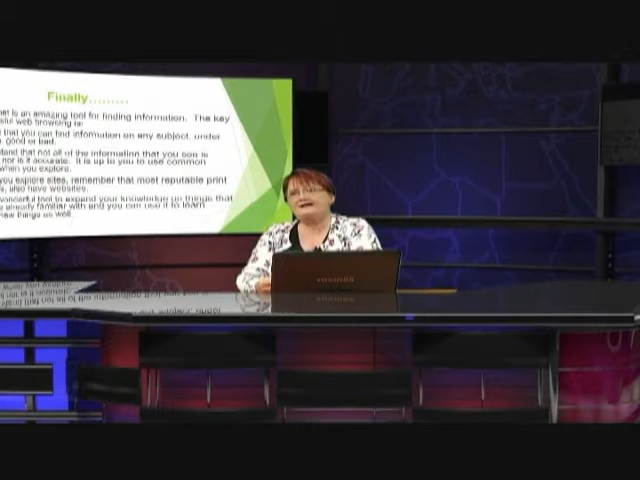 Finally.........
is an amazing tool for finding information. The key
web browsing is:
that you can find information on any subject, under
good or bad.
that not all of the information that you see is
nor is it accurate. It is up to you to use common
when you explore.
you explore sites, remember that most reputable print
also have websites.
wonderful tool to expand your knowledge on things that
already familiar with and you can use it to learn
new things as well.
TOSHIBA